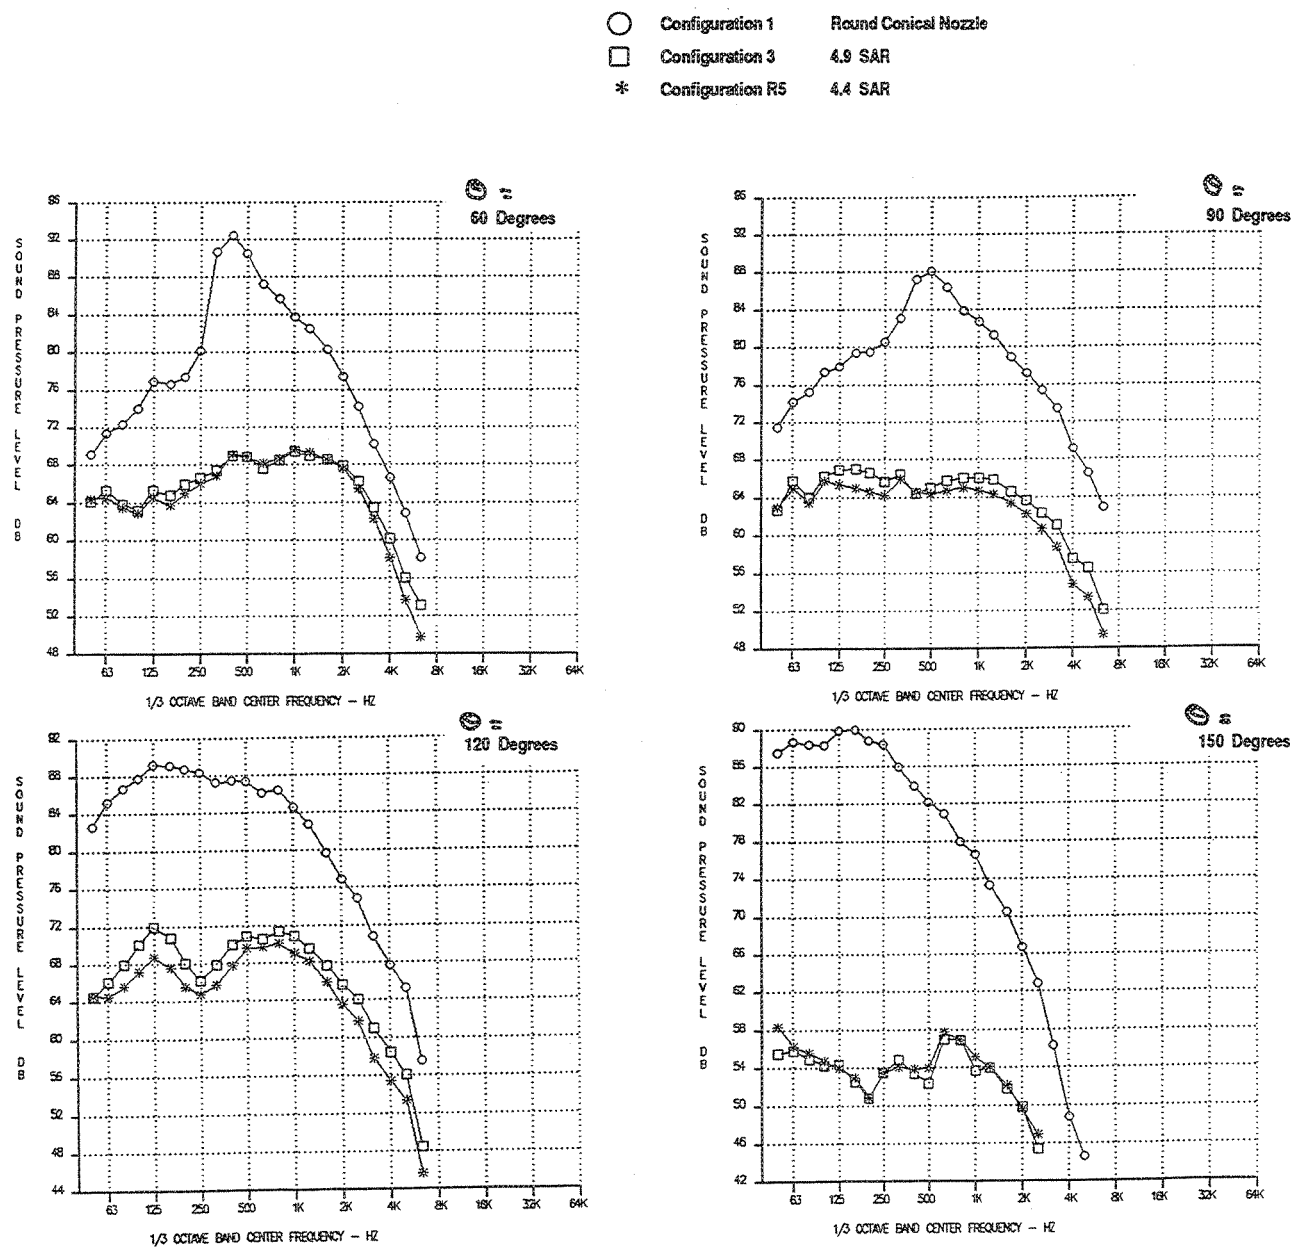 Configuration 1 Round Conical Nozzle
Configuration 3 4.9 SAR
Configuration R5 4.4 SAR
60 Degrees
96
92
88
84
80
76
72
68
64
60
56
52
48
SOUND PRESSURE LEVEL DB
63 125 250 500 1K 2K 4K 8K 16K 32K 64K
1/3 OCTAVE BAND CENTER FREQUENCY – HZ
90 Degrees
96
92
88
84
80
76
72
68
64
60
56
52
48
SOUND PRESSURE LEVEL DB
63 125 250 500 1K 2K 4K 8K 16K 32K 64K
1/3 OCTAVE BAND CENTER FREQUENCY – HZ
120 Degrees
92
88
84
80
76
72
68
64
60
56
52
48
44
SOUND PRESSURE LEVEL DB
63 125 250 500 1K 2K 4K 8K 16K 32K 64K
1/3 OCTAVE BAND CENTER FREQUENCY – HZ
150 Degrees
90
86
82
78
74
70
66
62
58
54
50
46
42
SOUND PRESSURE LEVEL DB
63 125 250 500 1K 2K 4K 8K 16K 32K 64K
1/3 OCTAVE BAND CENTER FREQUENCY – HZ